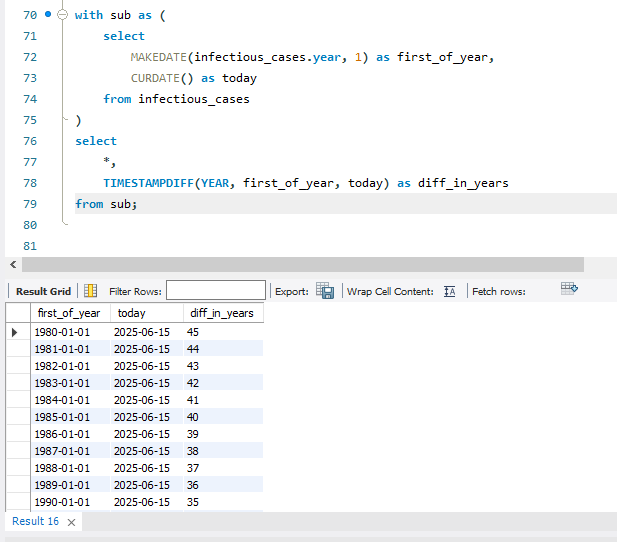 70 with sub as (
71 select
72 MAKEDATE(infectious_cases.year, 1) as first_of_year,
73 CURDATE() as today
74 from infectious_cases
75 )
76 select
77 *,
78 TIMESTAMPDIFF(YEAR, first_of_year, today) as diff_in_years
79 from sub;
80
81
Result Grid Filter Rows: Export: Wrap Cell Content: IA Fetch rows:
first_of_year today diff_in_years
1980-01-01 2025-06-15 45
1981-01-01 2025-06-15 44
1982-01-01 2025-06-15 43
1983-01-01 2025-06-15 42
1984-01-01 2025-06-15 41
1985-01-01 2025-06-15 40
1986-01-01 2025-06-15 39
1987-01-01 2025-06-15 38
1988-01-01 2025-06-15 37
1989-01-01 2025-06-15 36
1990-01-01 2025-06-15 35
Result 16